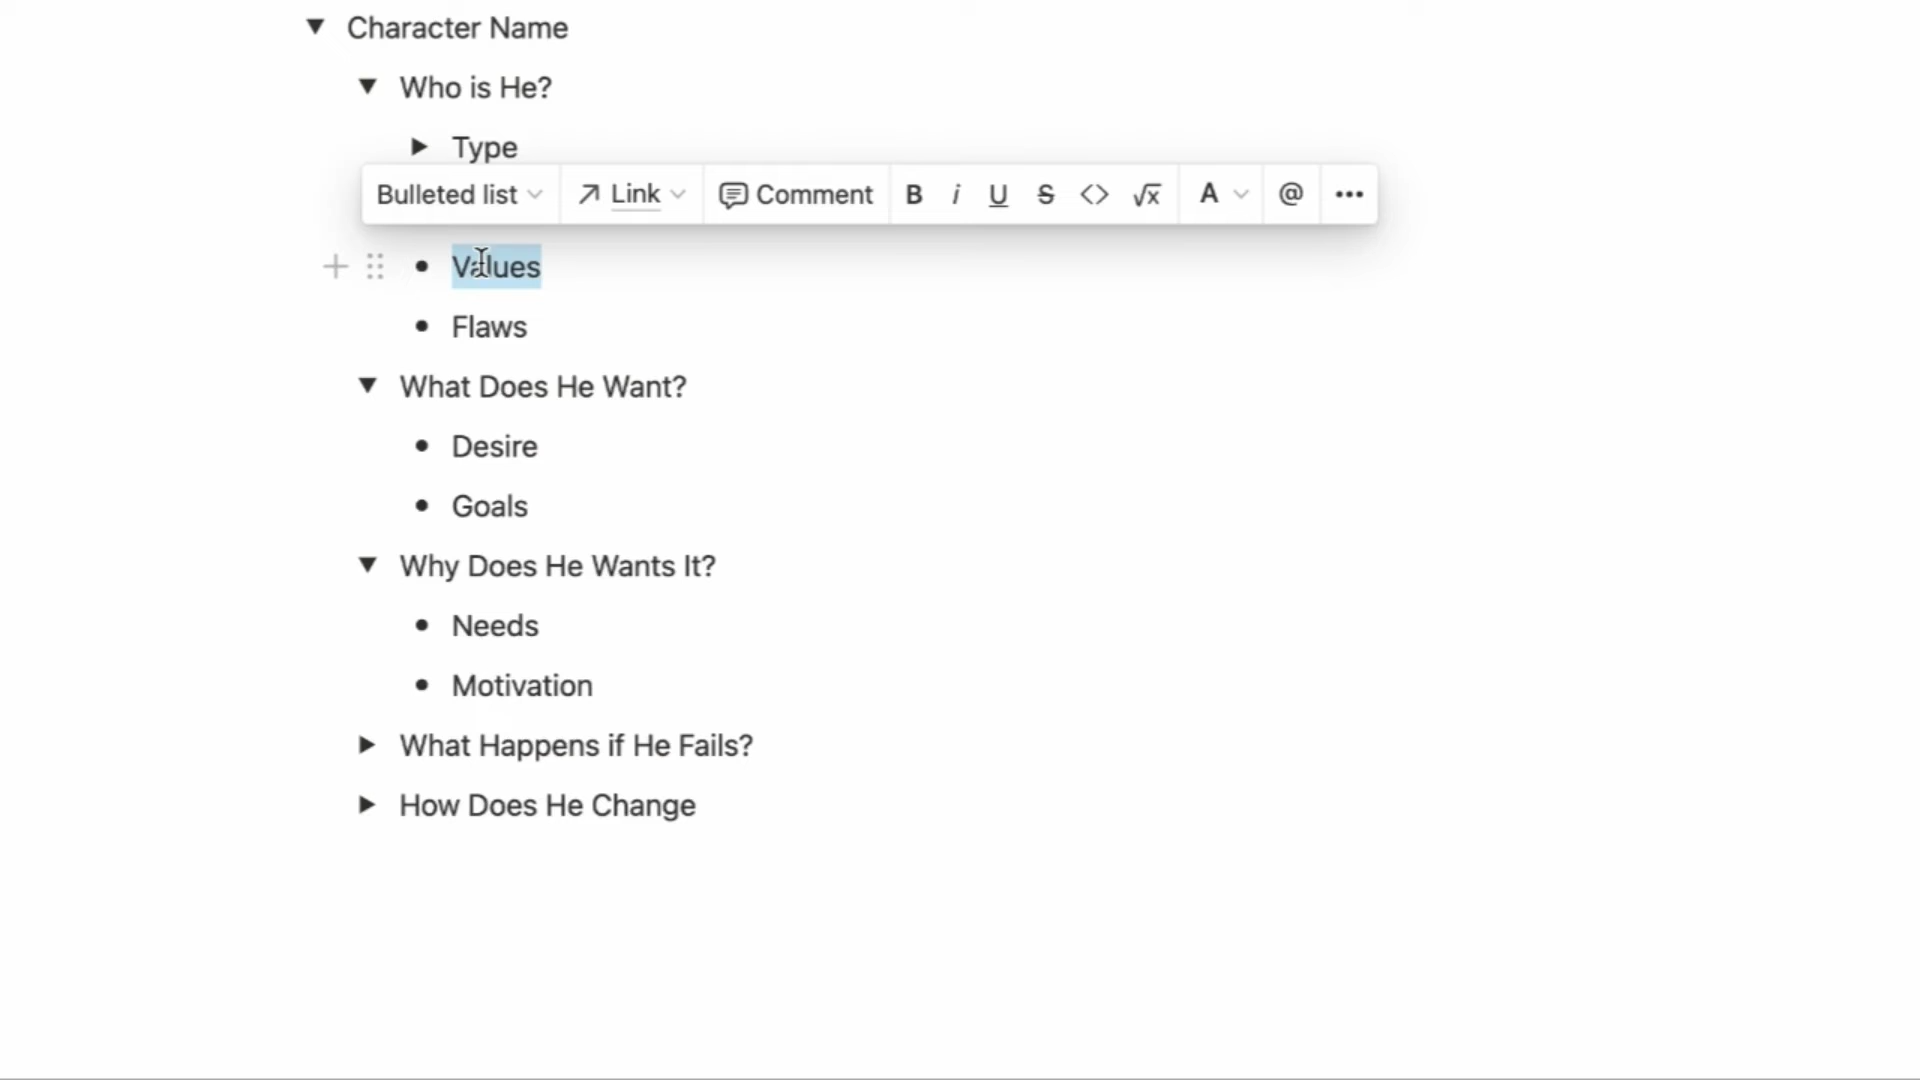 Character Name
Who is He?
Type
Bulleted list Link Comment B i U S <> √x A @ •••
Values
Flaws
What Does He Want?
Desire
Goals
Why Does He Wants It?
Needs
Motivation
What Happens if He Fails?
How Does He Change